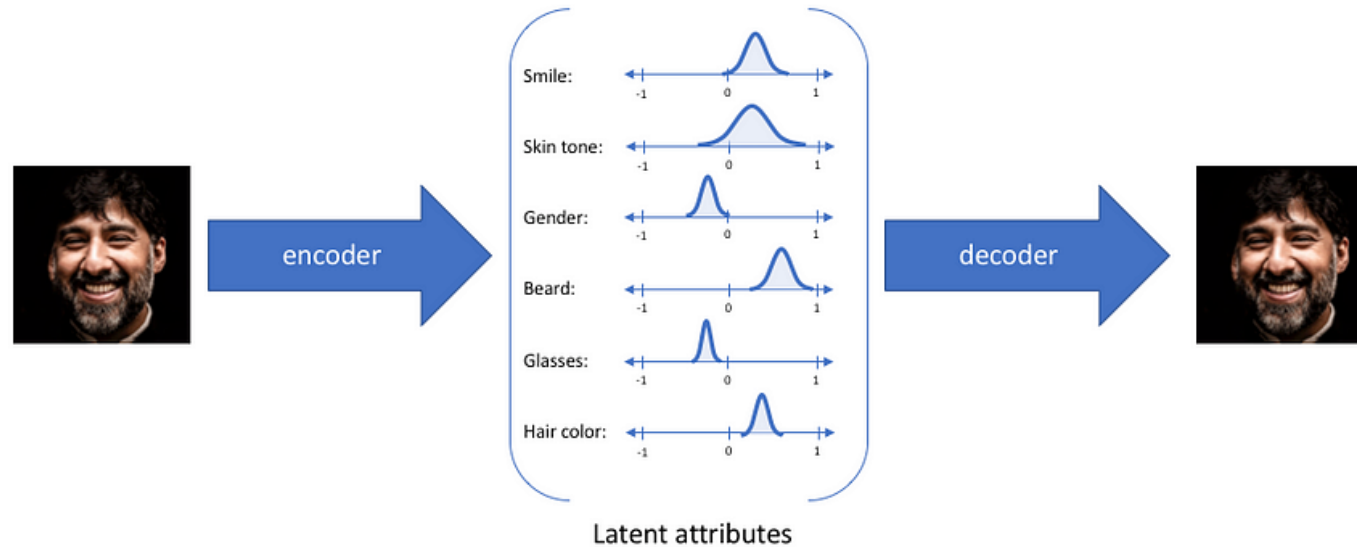 Smile:
-1 0 1
Skin tone:
-1 0 1
Gender:
-1 0 1
encoder
decoder
Beard:
-1 0 1
Glasses:
-1 0 1
Hair color:
-1 0 1
Latent attributes